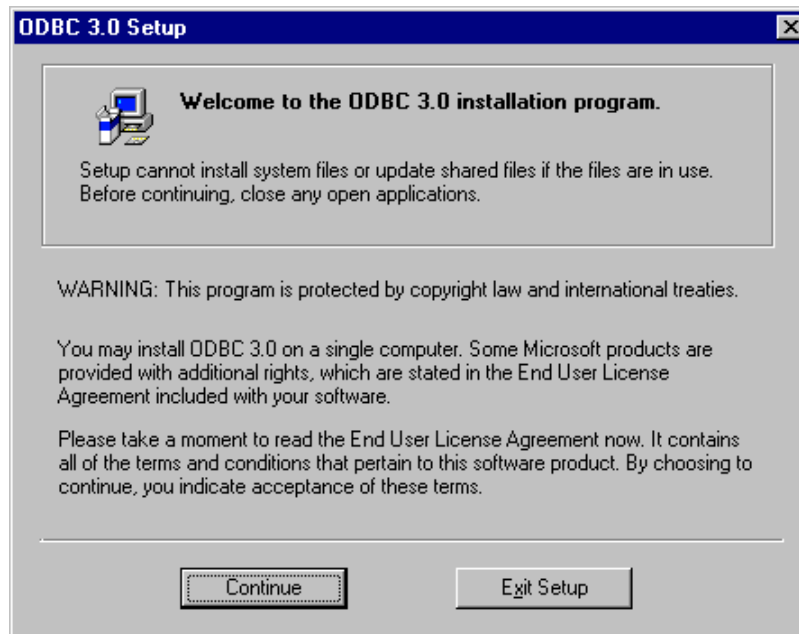 ODBC 3.0 Setup
Welcome to the ODBC 3.0 installation program.
Setup cannot install system files or update shared files if the files are in use.
Before continuing, close any open applications.
WARNING: This program is protected by copyright law and international treaties.
You may install ODBC 3.0 on a single computer. Some Microsoft products are
provided with additional rights, which are stated in the End User License
Agreement included with your software.
Please take a moment to read the End User License Agreement now. It contains
all of the terms and conditions that pertain to this software product. By choosing to
continue, you indicate acceptance of these terms.
Continue
Exit Setup